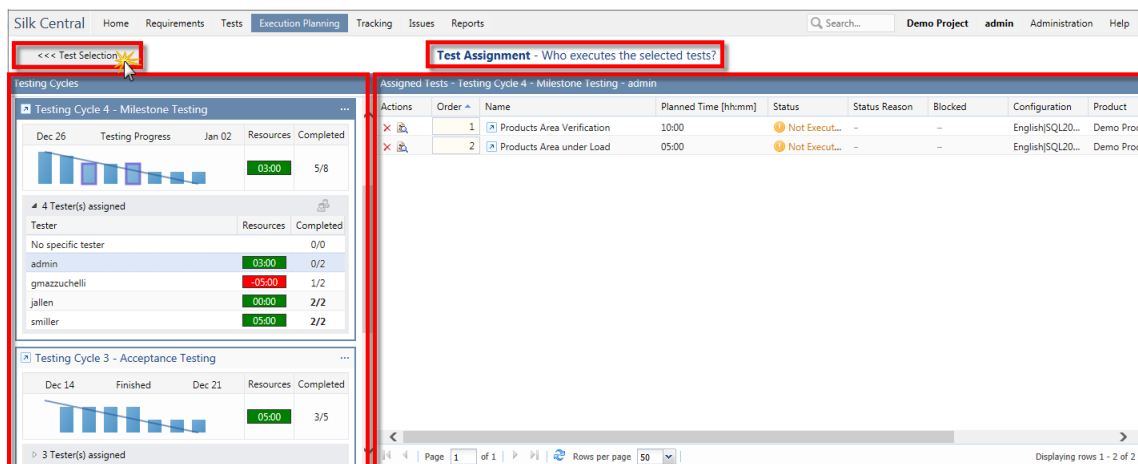 Silk Central Home Requirements Tests Execution Planning Tracking Issues Reports Search... Demo Project admin Administration Help
<<< Test Selection
Test Assignment - Who executes the selected tests?
Testing Cycles
Testing Cycle 4 - Milestone Testing ...
Dec 26 Testing Progress Jan 02 Resources Completed
03:00 5/8
4 Tester(s) assigned
Tester Resources Completed
No specific tester 0/0
admin 03:00 0/2
gmazzuchelli -05:00 1/2
jallen 00:00 2/2
smiller 05:00 2/2
Testing Cycle 3 - Acceptance Testing ...
Dec 14 Finished Dec 21 Resources Completed
05:00 3/5
3 Tester(s) assigned
Assigned Tests - Testing Cycle 4 - Milestone Testing - admin
Actions Order Name Planned Time [hh:mm] Status Status Reason Blocked Configuration Product
1 Products Area Verification 10:00 Not Execut... – – English|SQL20... Demo Pro
2 Products Area under Load 05:00 Not Execut... – – English|SQL20... Demo Pro
Page 1 of 1 Rows per page 50 Displaying rows 1 - 2 of 2